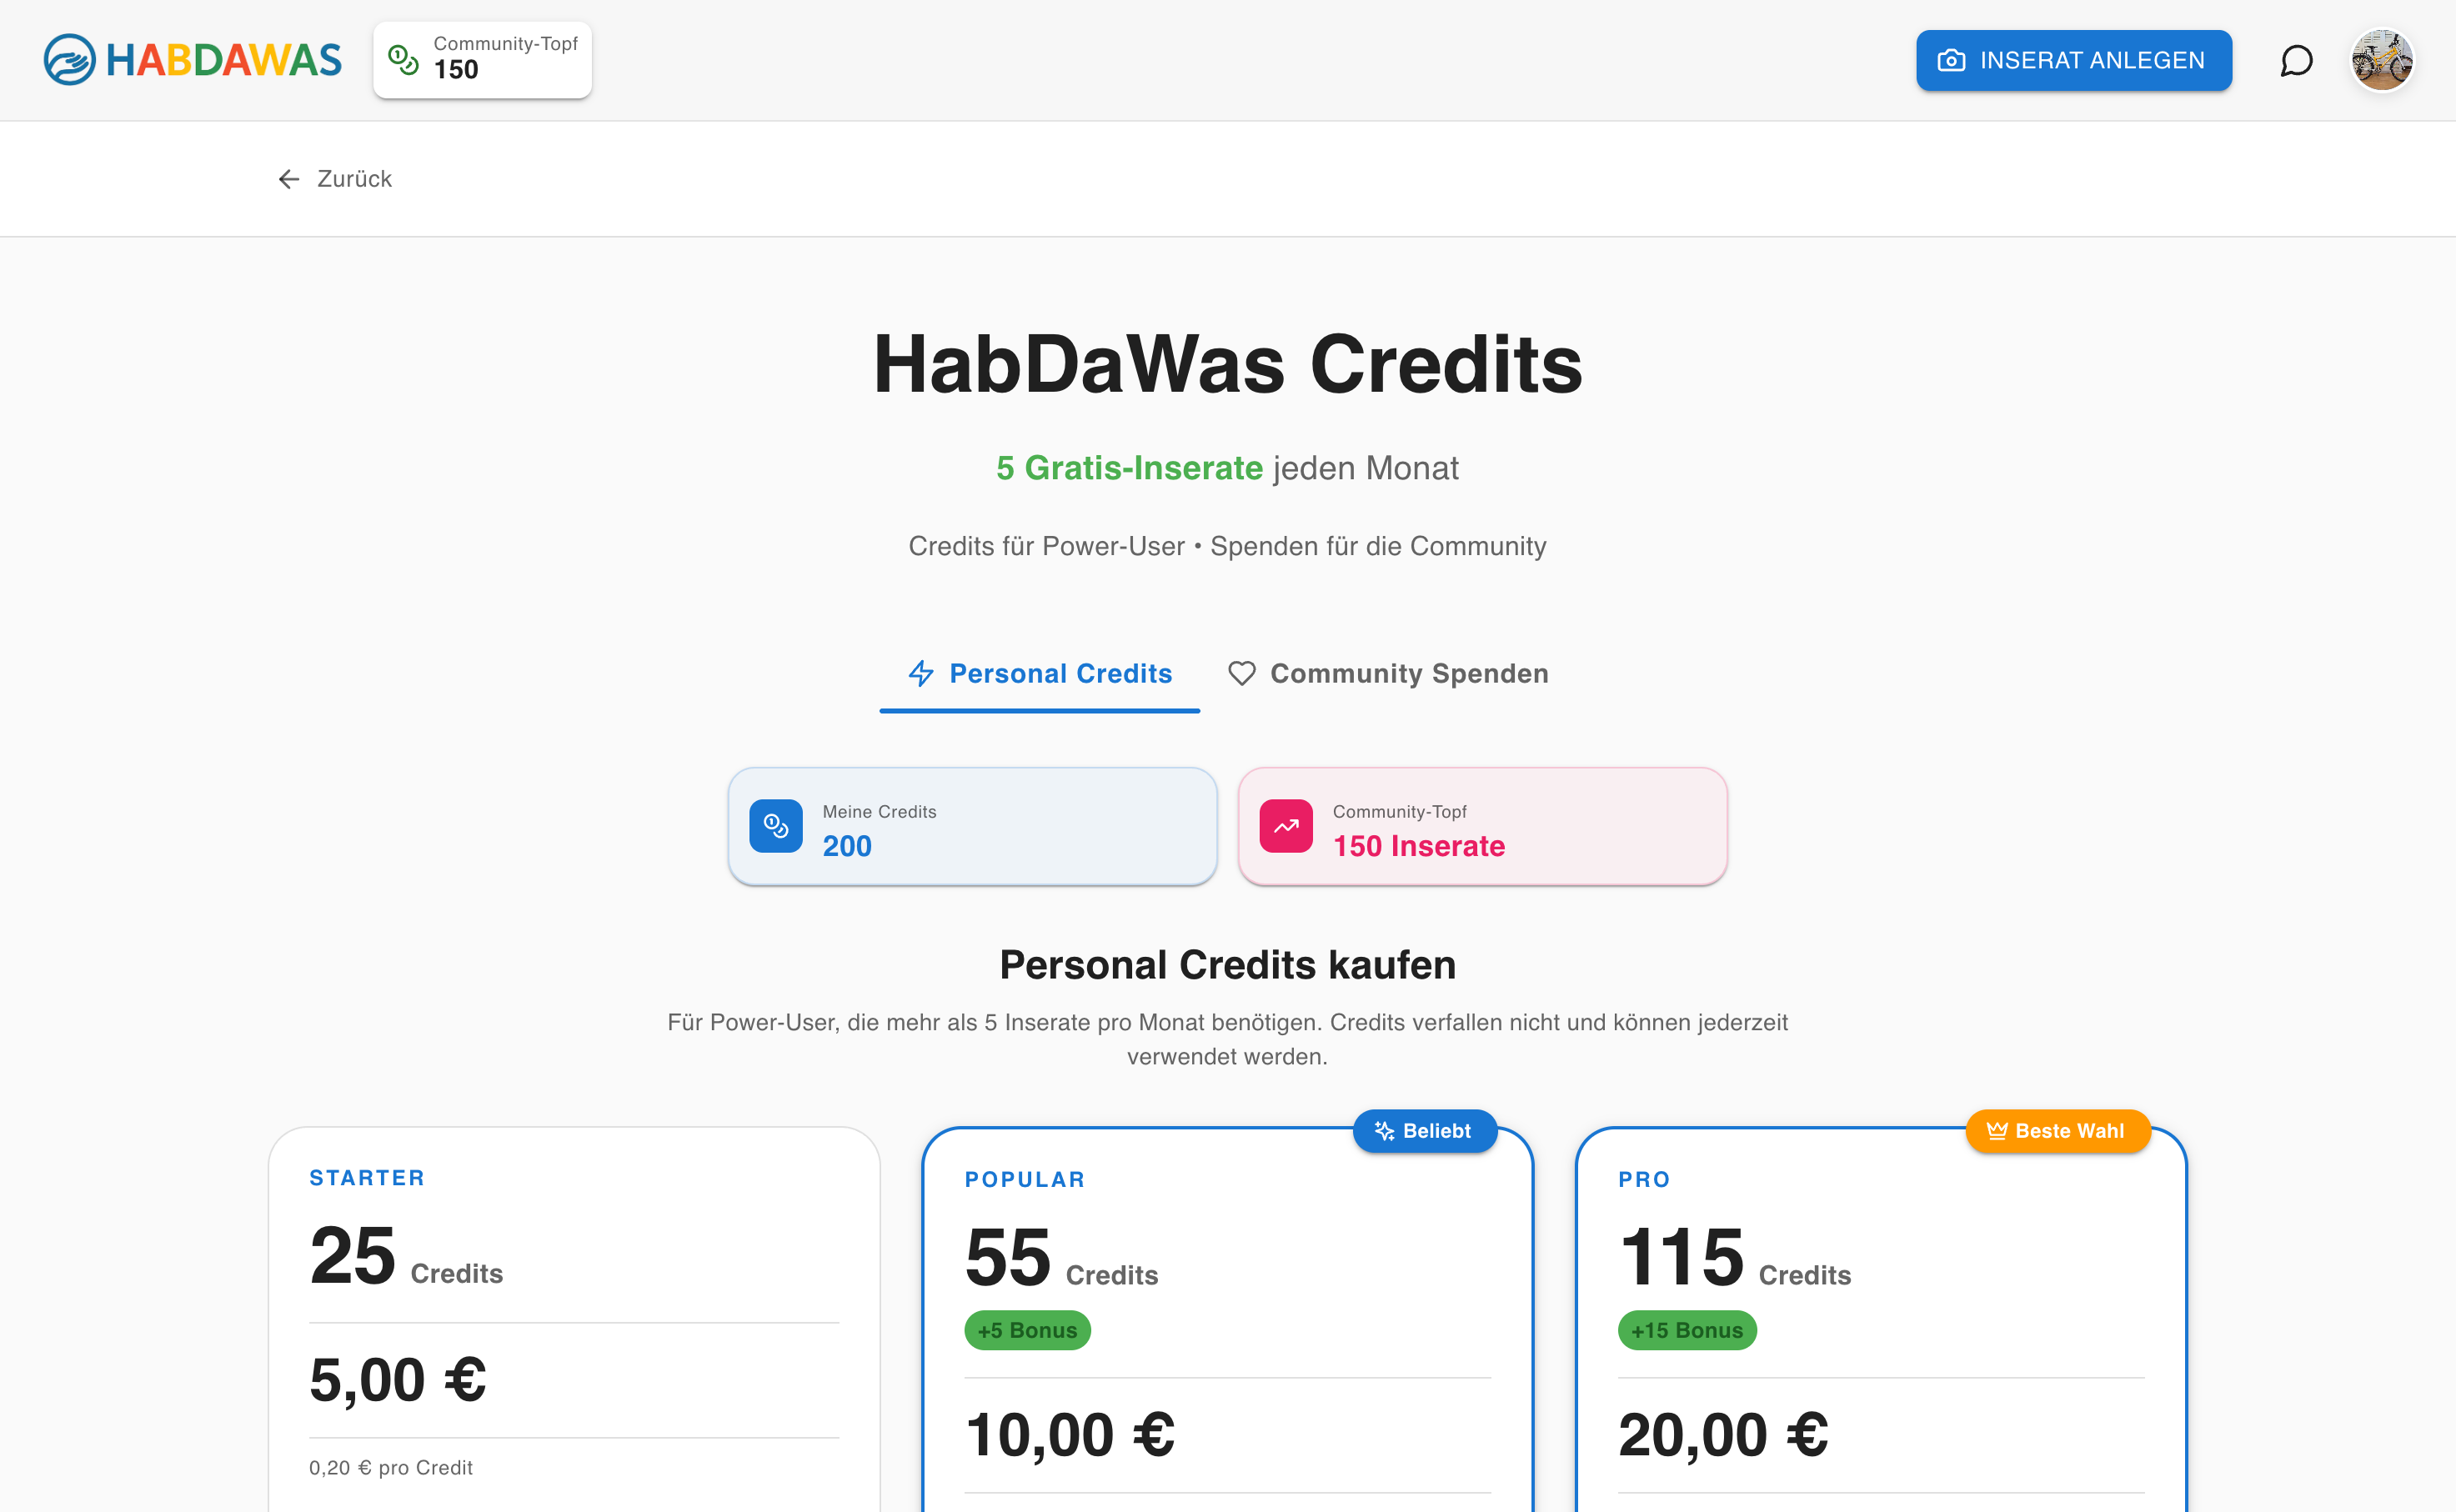 HABDAWAS
Community-Topf
150
INSERAT ANLEGEN
Zurück
HabDaWas Credits
5 Gratis-Inserate jeden Monat
Credits für Power-User • Spenden für die Community
Personal Credits
Community Spenden
Meine Credits
200
Community-Topf
150 Inserate
Personal Credits kaufen
Für Power-User, die mehr als 5 Inserate pro Monat benötigen. Credits verfallen nicht und können jederzeit
verwendet werden.
STARTER
25 Credits
5,00 €
0,20 € pro Credit
Beliebt
POPULAR
55 Credits
+5 Bonus
10,00 €
Beste Wahl
PRO
115 Credits
+15 Bonus
20,00 €